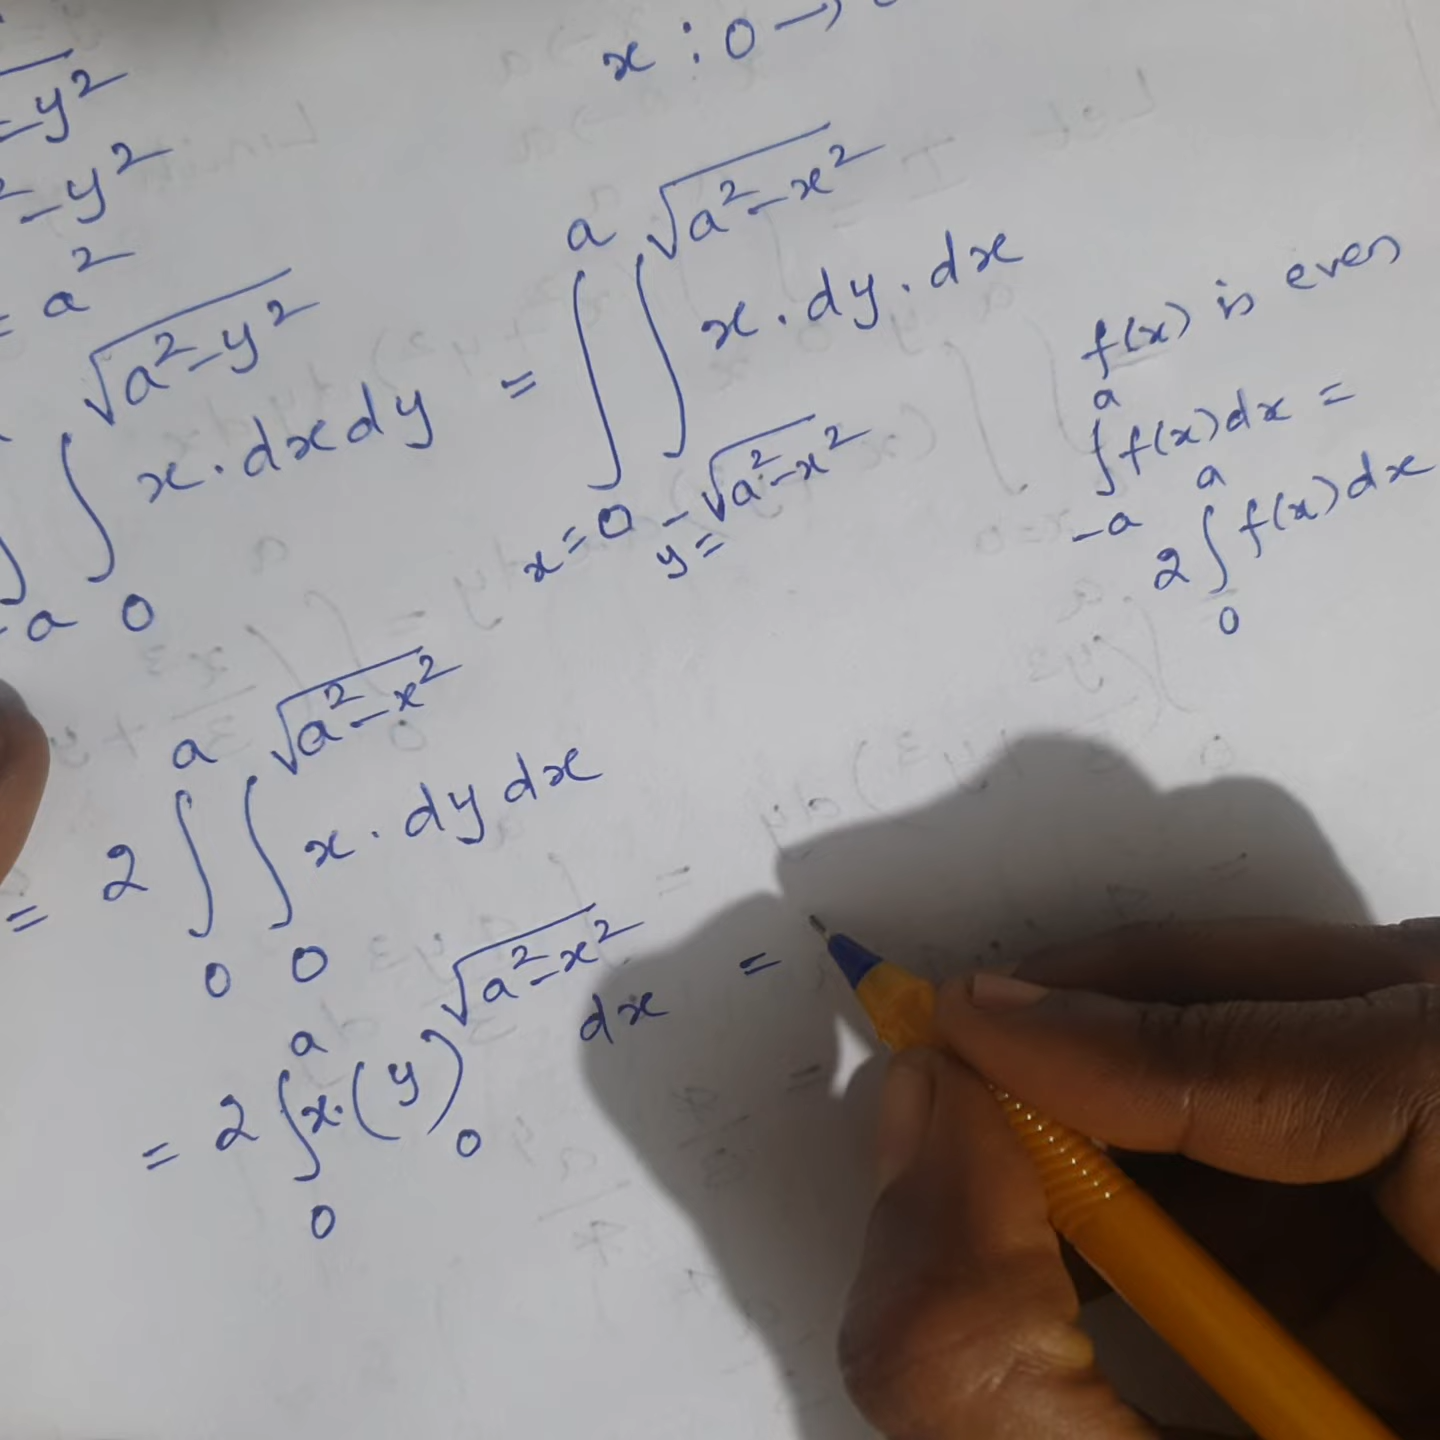 x : 0 →
- y²
² - y²
= a²
∫_{-a} ∫_{0}^{√(a²-y²)} x · dx dy = ∫_{x=0}^{a} ∫_{y=-√(a²-x²)}^{√(a²-x²)} x · dy · dx
f(x) is even
∫_{-a}^{a} f(x) dx =
2 ∫_{0}^{a} f(x) dx
= 2 ∫_{0}^{a} ∫_{0}^{√(a²-x²)} x · dy dx
= 2 ∫_{0}^{a} x · (y)_{0}^{√(a²-x²)} dx =